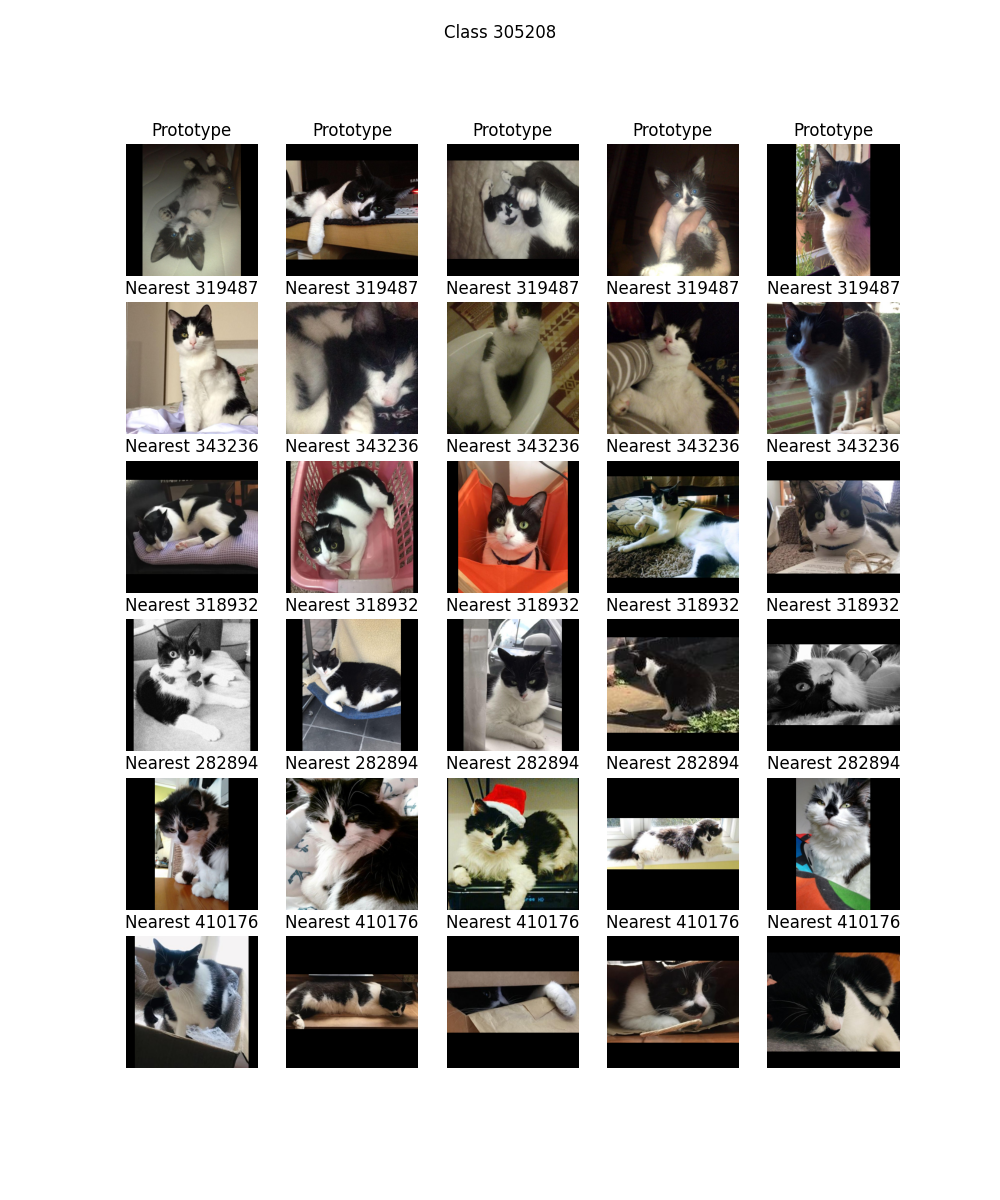 Class 305208
Prototype Prototype Prototype Prototype Prototype
Nearest 319487 Nearest 319487 Nearest 319487 Nearest 319487 Nearest 319487
Nearest 343236 Nearest 343236 Nearest 343236 Nearest 343236 Nearest 343236
Nearest 318932 Nearest 318932 Nearest 318932 Nearest 318932 Nearest 318932
Nearest 282894 Nearest 282894 Nearest 282894 Nearest 282894 Nearest 282894
Nearest 410176 Nearest 410176 Nearest 410176 Nearest 410176 Nearest 410176